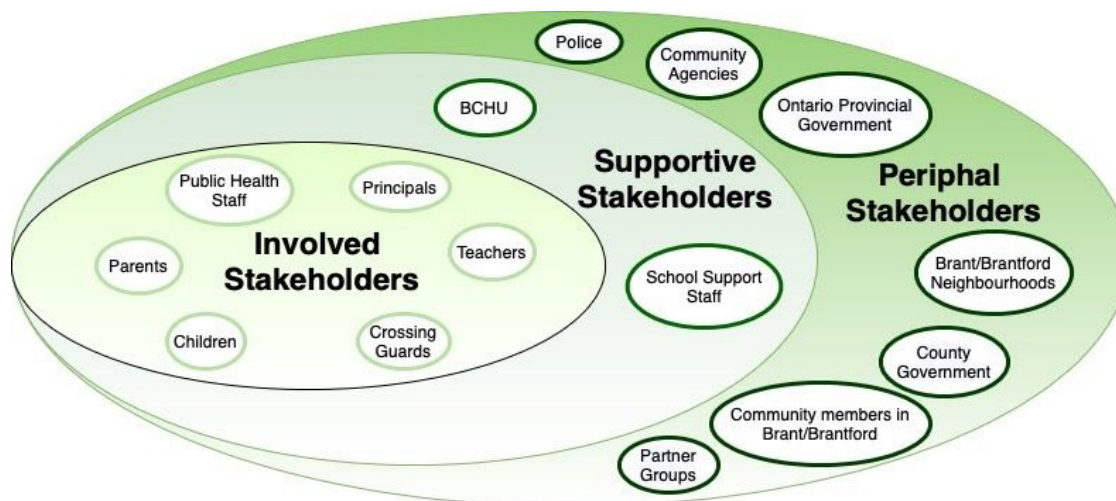 Police
Community
Agencies
BCHU
Ontario Provincial
Government
Supportive
Stakeholders
Periphal
Stakeholders
Public Health
Staff
Principals
Involved
Stakeholders
Parents
Teachers
Children
Crossing
Guards
School Support
Staff
Brant/Brantford
Neighbourhoods
County
Government
Community members in
Brant/Brantford
Partner
Groups